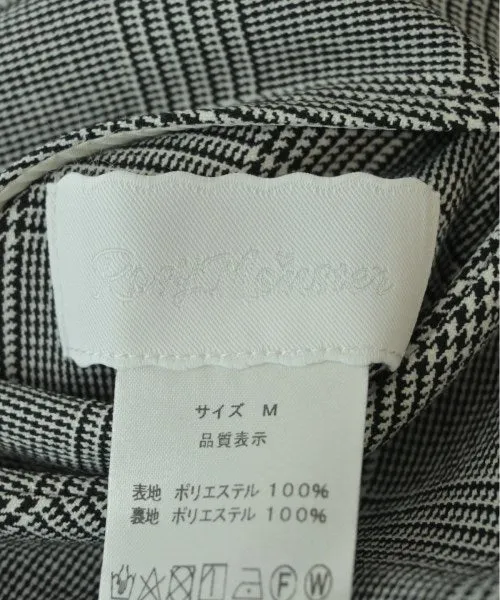 RosyMonster
サイズ M
品質表示
表地 ポリエステル 100%
裏地 ポリエステル 100%
F W